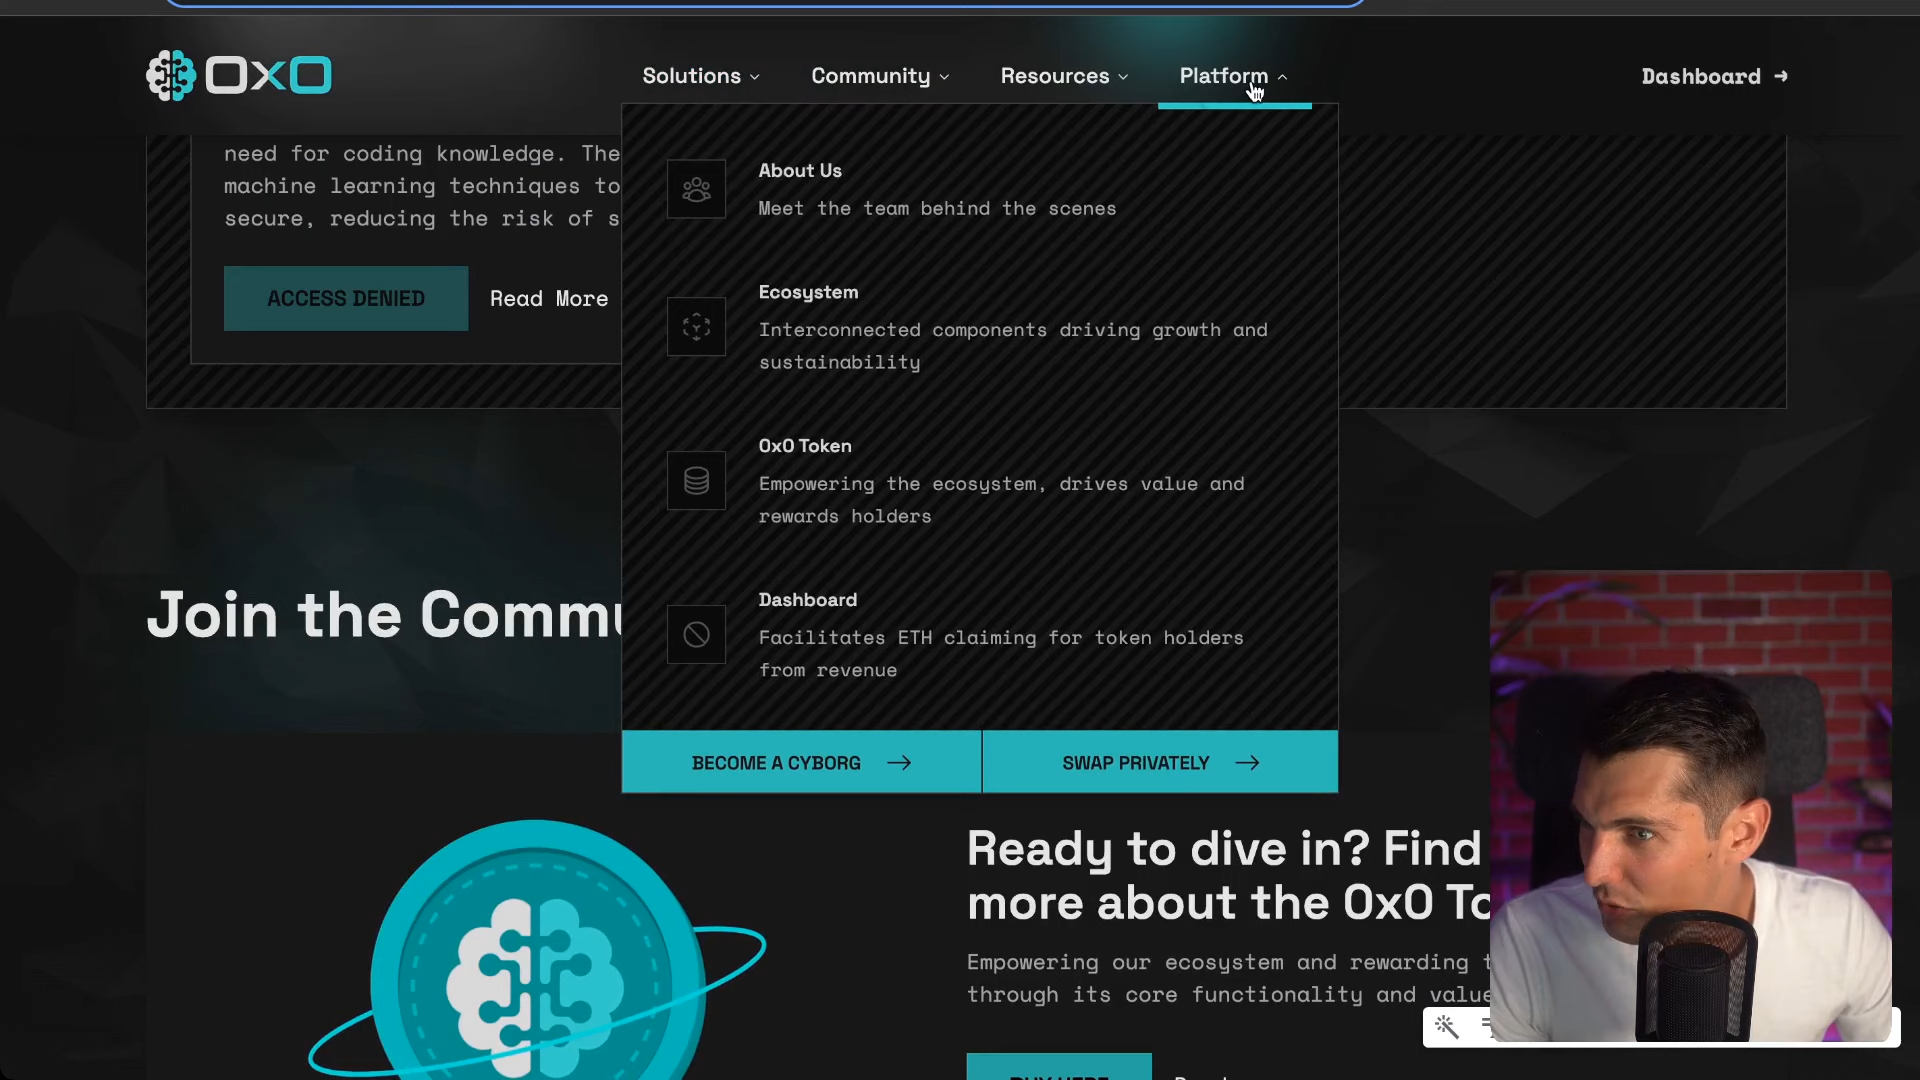 OxO
Solutions
Community
Resources
Platform
Dashboard
need for coding knowledge. The
machine learning techniques to
secure, reducing the risk of s
ACCESS DENIED
Read More
About Us
Meet the team behind the scenes
Ecosystem
Interconnected components driving growth and
sustainability
0x0 Token
Empowering the ecosystem, drives value and
rewards holders
Dashboard
Facilitates ETH claiming for token holders
from revenue
BECOME A CYBORG
SWAP PRIVATELY
Join the Commu
Ready to dive in? Find
more about the 0x0 To
Empowering our ecosystem and rewarding t
through its core functionality and value
BUY HERE